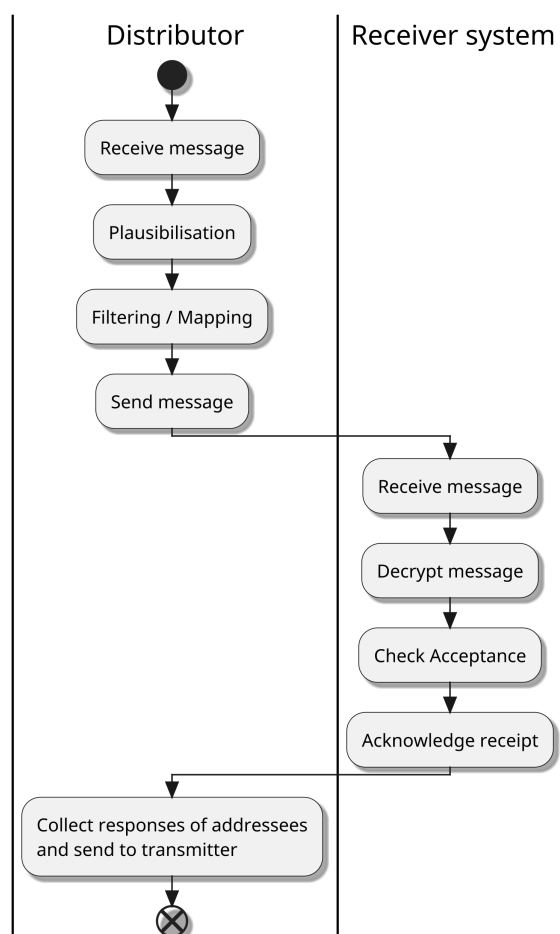 Distributor
Receiver system
Receive message
Plausibilisation
Filtering / Mapping
Send message
Receive message
Decrypt message
Check Acceptance
Acknowledge receipt
Collect responses of addressees
and send to transmitter